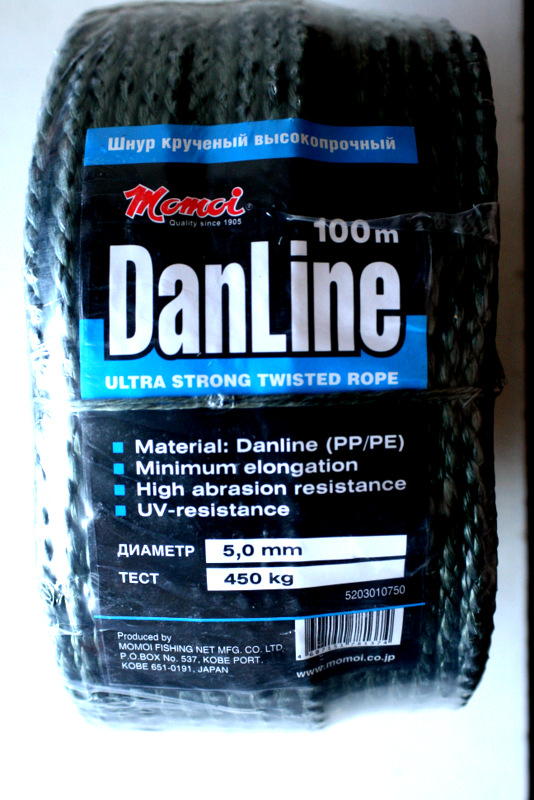 Шнур крученый высокопрочный
Momoi®
Quality since 1905
100m
DanLine
ULTRA STRONG TWISTED ROPE
Material: Danline (PP/PE)
Minimum elongation
High abrasion resistance
UV-resistance
ДИАМЕТР 5,0 mm
ТЕСТ 450 kg
5203010750
Produced by
MOMOI FISHING NET MFG. CO. LTD.
P.O.BOX No. 537, KOBE PORT.
KOBE 651-0191, JAPAN
www.momoi.co.jp